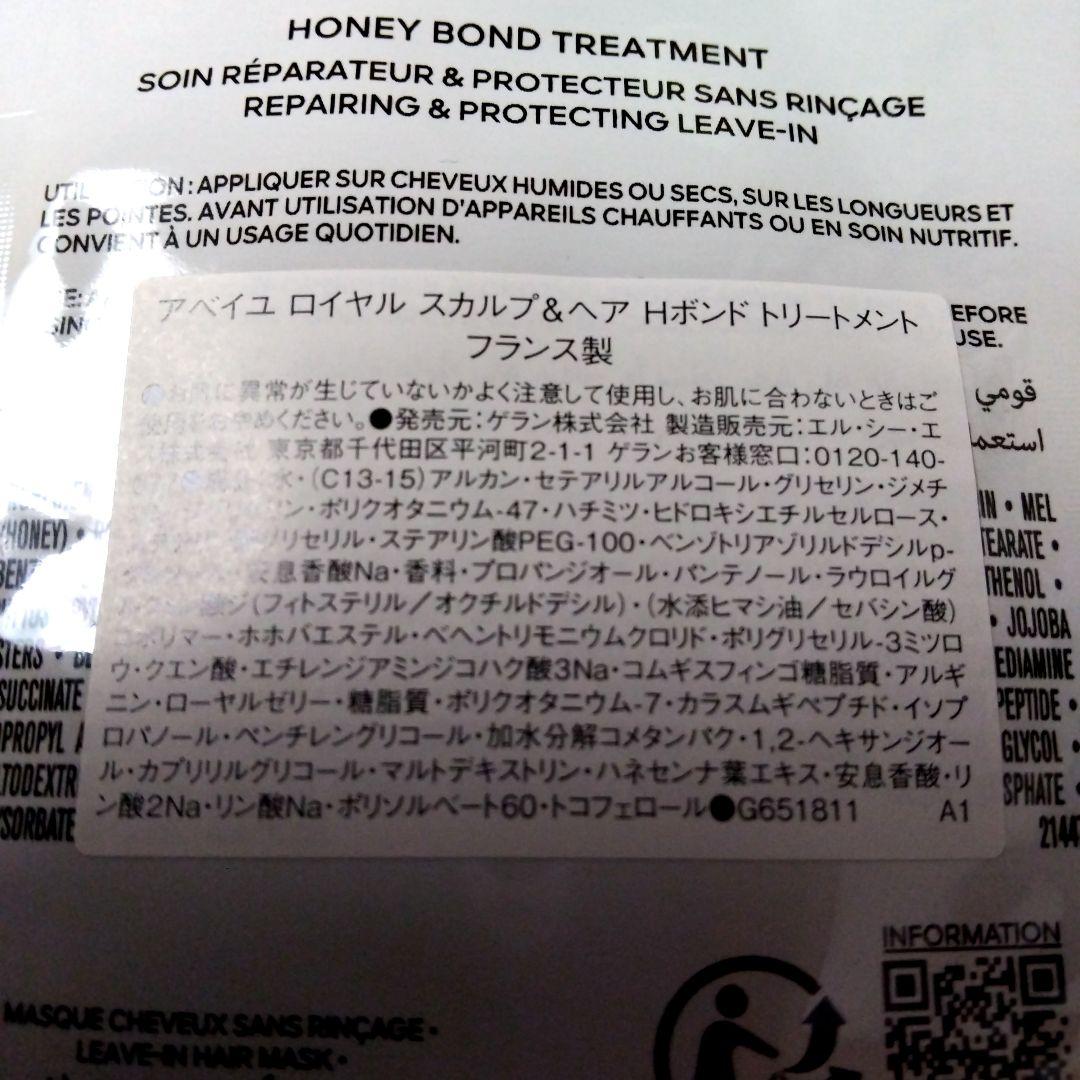 HONEY BOND TREATMENT
SOIN RÉPARATEUR & PROTECTEUR SANS RINÇAGE
REPAIRING & PROTECTING LEAVE-IN
APPLIQUER SUR CHEVEUX HUMIDES OU SECS, SUR LES LONGUEURS ET
LES POINTES. AVANT UTILISATION D'APPAREILS CHAUFFANTS OU EN SOIN NUTRITIF.
CONVIENT À UN USAGE QUOTIDIEN.
EFORE
USE.
قومي
استعم
アベイユ ロイヤル スカルプ&ヘア Hボンド トリートメント
フランス製
●お肌に異常が生じていないかよく注意して使用し、お肌に合わないときはご
使用をおやめください。●発売元:ゲラン株式会社 製造販売元:エル・シー・エ
株式会社 東京都千代田区平河町2-1-1 ゲランお客様窓口:0120-140-
水・(C13-15)アルカン・セテアリルアルコール・グリセリン・ジメチ
ン・ポリクオタニウム-47・ハチミツ・ヒドロキシエチルセルロース・
グリセリル・ステアリン酸PEG-100・ベンゾトリアゾリルドデシルp-
安息香酸Na・香料・プロパンジオール・パンテノール・ラウロイルグ
(フィトステリル/オクチルドデシル)・(水添ヒマシ油/セバシン酸)
コポリマー・ホホバエステル・ベヘントリモニウムクロリド・ポリグリセリル-3ミツロ
ウ・クエン酸・エチレンジアミンジコハク酸3Na・コムギスフィンゴ糖脂質・アルギ
ニン・ローヤルゼリー・糖脂質・ポリクオタニウム-7・カラスムギペプチド・イソプ
ロパノール・ペンチレングリコール・加水分解コメタンパク・1,2-ヘキサンジオー
ル・カプリリルグリコール・マルトデキストリン・ハネセンナ葉エキス・安息香酸・リ
ン酸2Na・リン酸Na・ポリソルベート60・トコフェロール●G651811 A1
IN • MEL
(HONEY) •
TEARATE •
THENOL •
• JOJOBA
STERS •
EDIAMINE
SUCCINATE
PEPTIDE •
PROPYL
GLYCOL •
LTODEXTR
SPHATE •
YSORBATE
2144
INFORMATION
MASQUE CHEVEUX SANS RINÇAGE •
LEAVE-IN HAIR MASK •